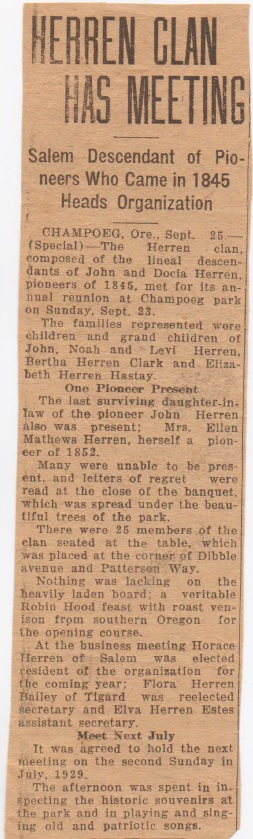 HERREN CLAN
HAS MEETING
Salem Descendant of Pio-
neers Who Came in 1845
Heads Organization
CHAMPOEG, Ore., Sept. 25.—
(Special)—The Herren clan,
composed of the lineal descen-
dants of John and Docia Herren,
pioneers of 1845, met for its an-
nual reunion at Champoeg park
on Sunday, Sept. 23.
The families represented were
children and grand children of
John, Noah and Levi Herren,
Bertha Herren Clark and Eliza-
beth Herren Hastay.
One Pioneer Present
The last surviving daughter-in-
law of the pioneer John Herren
also was present; Mrs. Ellen
Mathews Herren, herself a pion-
eer of 1852.
Many were unable to be pres-
ent, and letters of regret were
read at the close of the banquet,
which was spread under the beau-
tiful trees of the park.
There were 25 members of the
clan seated at the table, which
was placed at the corner of Dibble
avenue and Patterson Way.
Nothing was lacking on the
heavily laden board; a veritable
Robin Hood feast with roast ven-
ison from southern Oregon for
the opening course.
At the business meeting Horace
Herren of Salem was elected
resident of the organization for
the coming year; Flora Herren
Bailey of Tigard was reelected
secretary and Elva Herren Estes
assistant secretary.
Meet Next July
It was agreed to hold the next
meeting on the second Sunday in
July, 1929.
The afternoon was spent in in-
specting the historic souvenirs at
the park and in playing and sing-
ing old and patriotic songs.